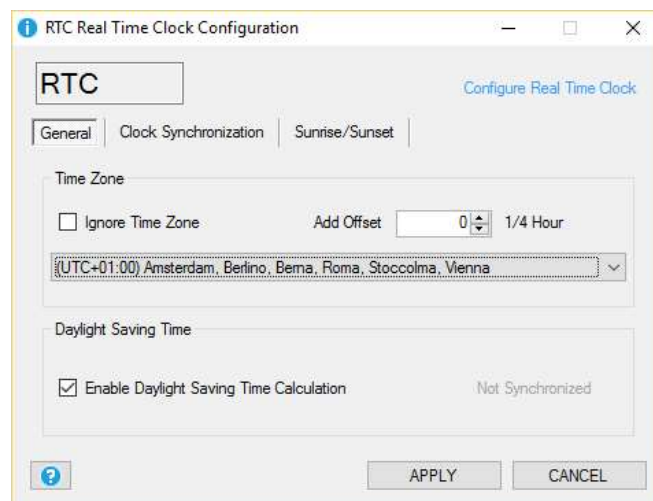 RTC Real Time Clock Configuration
RTC
Configure Real Time Clock
General Clock Synchronization Sunrise/Sunset
Time Zone
Ignore Time Zone Add Offset 0 1/4 Hour
(UTC+01:00) Amsterdam, Berlino, Berna, Roma, Stoccolma, Vienna
Daylight Saving Time
Enable Daylight Saving Time Calculation Not Synchronized
APPLY CANCEL